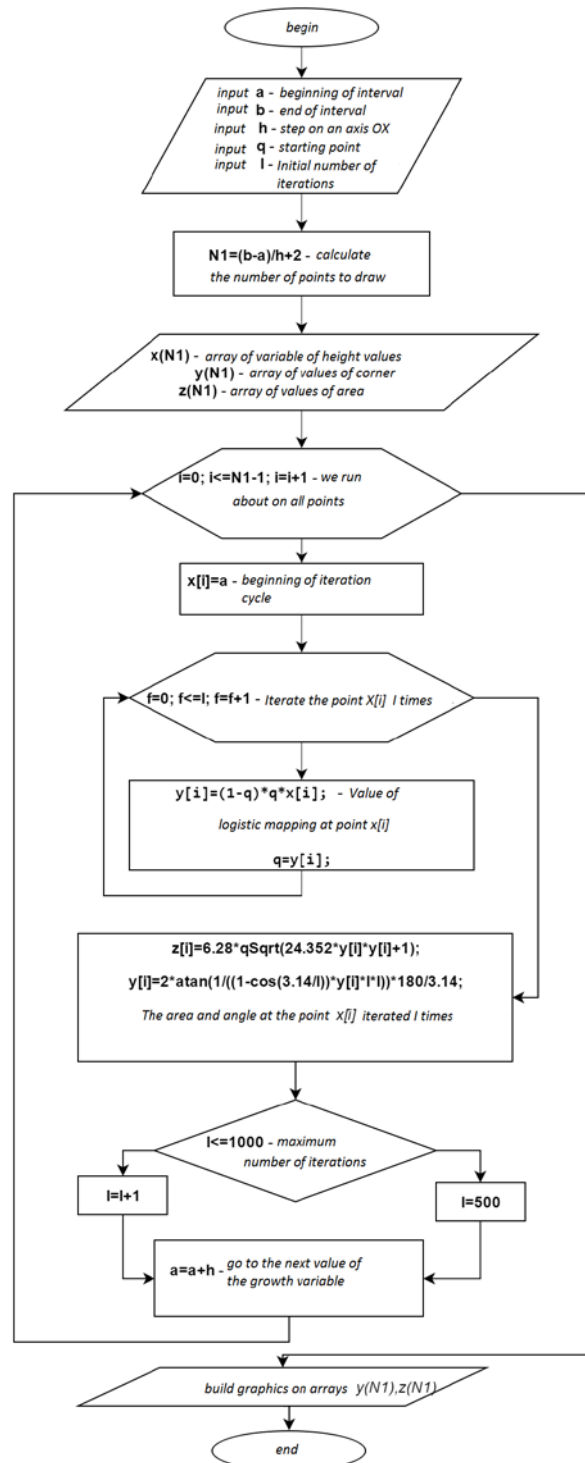 begin
input a - beginning of interval
input b - end of interval
input h - step on an axis OX
input q - starting point
input l - Initial number of
iterations
N1=(b-a)/h+2 - calculate
the number of points to draw
x(N1) - array of variable of height values
y(N1) - array of values of corner
z(N1) - array of values of area
i=0; i<=N1-1; i=i+1 - we run
about on all points
x[i]=a - beginning of iteration
cycle
f=0; f<=l; f=f+1 - Iterate the point X[i] l times
y[i]=(1-q)*q*x[i]; - Value of
logistic mapping at point x[i]
q=y[i];
z[i]=6.28*qSqrt(24.352*y[i]*y[i]+1);
y[i]=2*atan(1/((1-cos(3.14/l))*y[i]*l*l))*180/3.14;
The area and angle at the point x[i] iterated l times
l<=1000 - maximum
number of iterations
l=l+1
l=500
a=a+h - go to the next value of
the growth variable
build graphics on arrays y(N1),z(N1)
end